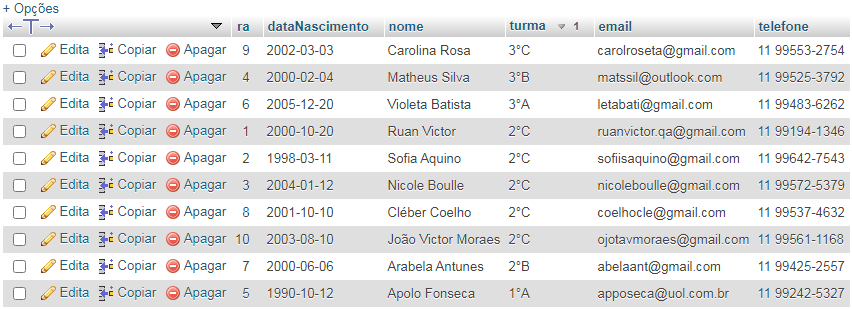 + Opções
ra dataNascimento nome turma 1 email telefone
Edita Copiar Apagar 9 2002-03-03 Carolina Rosa 3°C carolroseta@gmail.com 11 99553-2754
Edita Copiar Apagar 4 2000-02-04 Matheus Silva 3°B matssil@outlook.com 11 99525-3792
Edita Copiar Apagar 6 2005-12-20 Violeta Batista 3°A letabati@gmail.com 11 99483-6262
Edita Copiar Apagar 1 2000-10-20 Ruan Victor 2°C ruanvictor.qa@gmail.com 11 99194-1346
Edita Copiar Apagar 2 1998-03-11 Sofia Aquino 2°C sofiisaquino@gmail.com 11 99642-7543
Edita Copiar Apagar 3 2004-01-12 Nicole Boulle 2°C nicoleboulle@gmail.com 11 99572-5379
Edita Copiar Apagar 8 2001-10-10 Cléber Coelho 2°C coelhocle@gmail.com 11 99537-4632
Edita Copiar Apagar 10 2003-08-10 João Victor Moraes 2°C ojotavmoraes@gmail.com 11 99561-1168
Edita Copiar Apagar 7 2000-06-06 Arabela Antunes 2°B abelaant@gmail.com 11 99425-2557
Edita Copiar Apagar 5 1990-10-12 Apolo Fonseca 1°A apposeca@uol.com.br 11 99242-5327